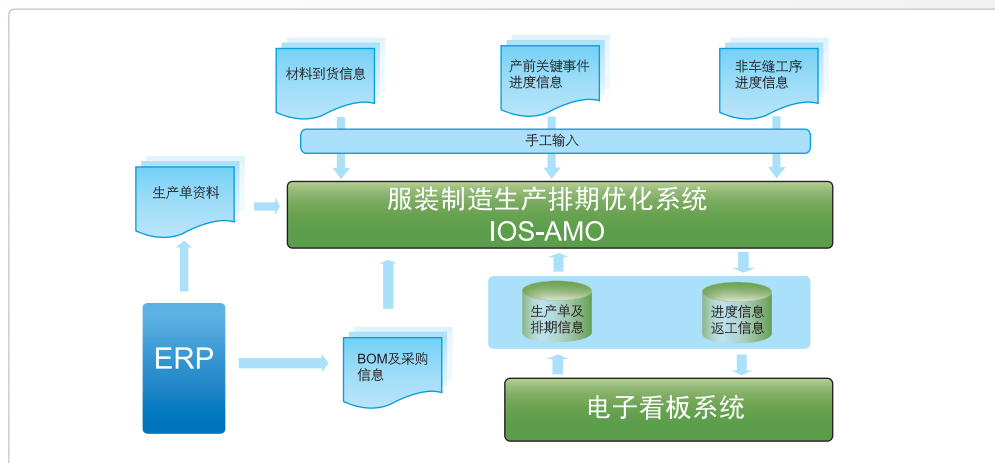 材料到货信息
产前关键事件
进度信息
非车缝工序
进度信息
手工输入
生产单资料
服装制造生产排期优化系统
IOS-AMO
生产单及
排期信息
进度信息
返工信息
ERP
BOM及采购
信息
电子看板系统